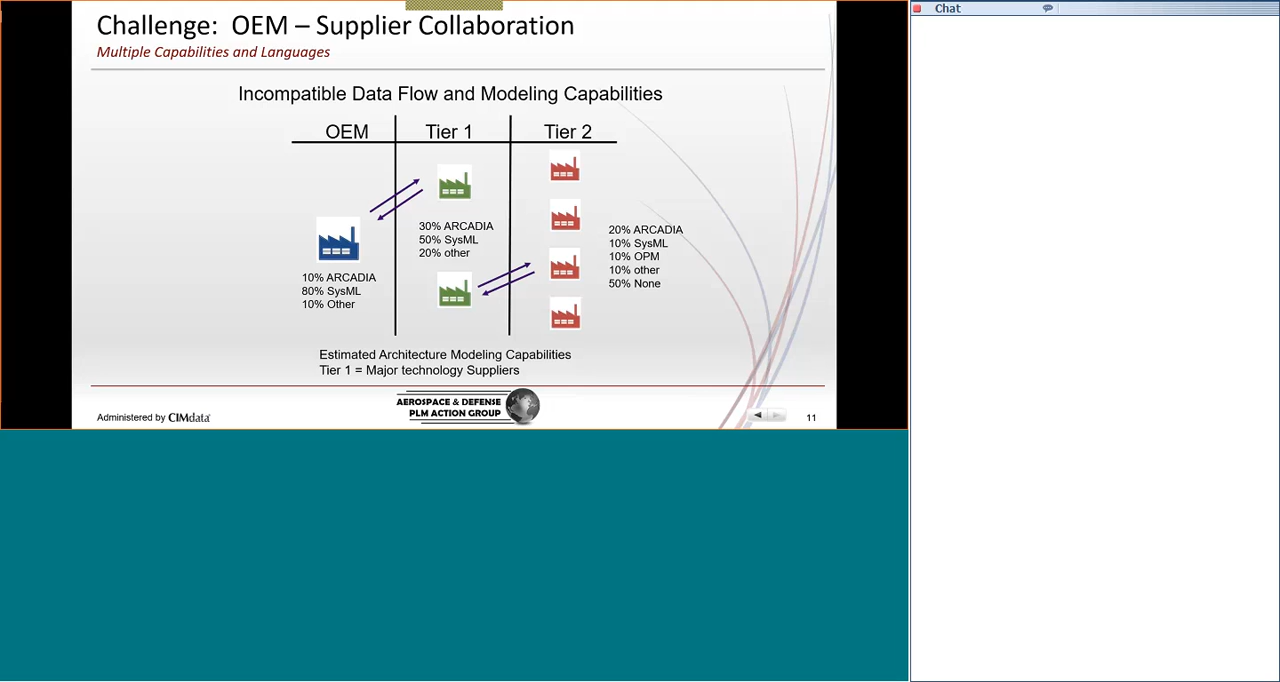 Chat
Challenge: OEM – Supplier Collaboration
Multiple Capabilities and Languages
Incompatible Data Flow and Modeling Capabilities
OEM
Tier 1
Tier 2
10% ARCADIA
80% SysML
10% Other
30% ARCADIA
50% SysML
20% other
20% ARCADIA
10% SysML
10% OPM
10% other
50% None
Estimated Architecture Modeling Capabilities
Tier 1 = Major technology Suppliers
AEROSPACE & DEFENSE
PLM ACTION GROUP
Administered by CIMdata
11